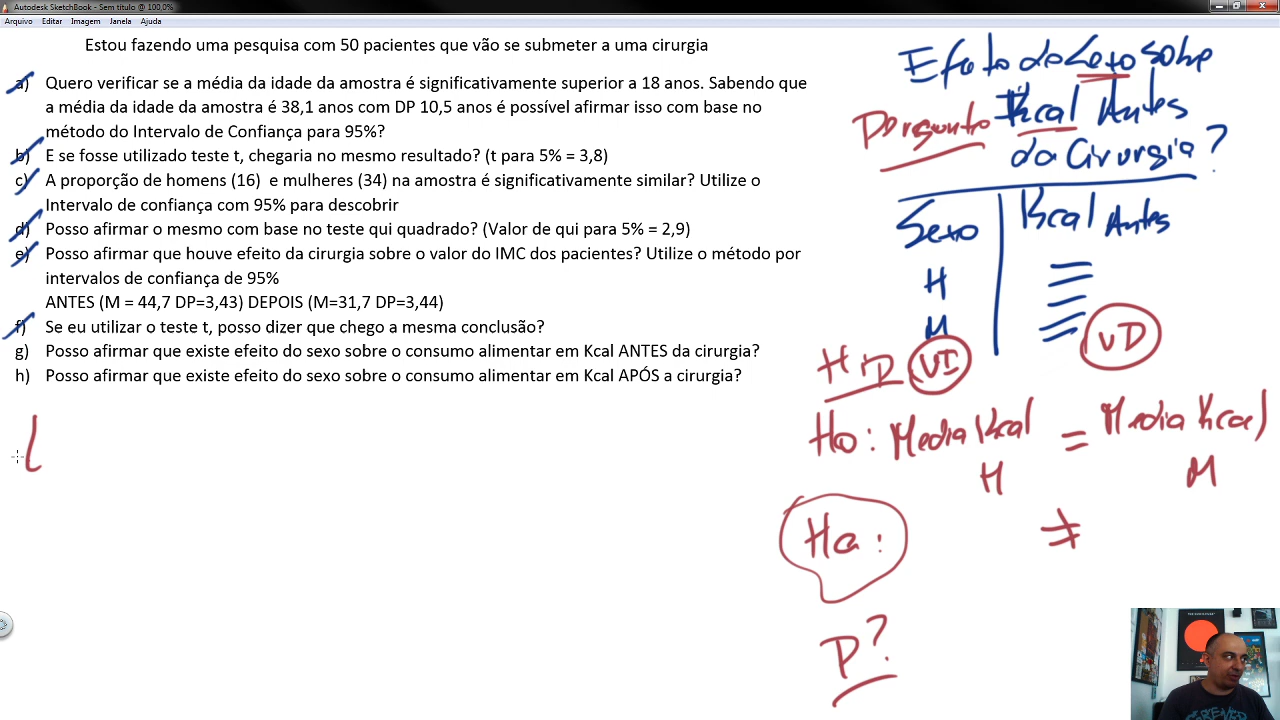 Autodesk SketchBook - Sem título @ 100,0%
Arquivo Editar Imagem Janela Ajuda
Estou fazendo uma pesquisa com 50 pacientes que vão se submeter a uma cirurgia
a) Quero verificar se a média da idade da amostra é significativamente superior a 18 anos. Sabendo que
a média da idade da amostra é 38,1 anos com DP 10,5 anos é possível afirmar isso com base no
método do Intervalo de Confiança para 95%?
b) E se fosse utilizado teste t, chegaria no mesmo resultado? (t para 5% = 3,8)
c) A proporção de homens (16) e mulheres (34) na amostra é significativamente similar? Utilize o
Intervalo de confiança com 95% para descobrir
d) Posso afirmar o mesmo com base no teste qui quadrado? (Valor de qui para 5% = 2,9)
e) Posso afirmar que houve efeito da cirurgia sobre o valor do IMC dos pacientes? Utilize o método por
intervalos de confiança de 95%
ANTES (M = 44,7 DP=3,43) DEPOIS (M=31,7 DP=3,44)
f) Se eu utilizar o teste t, posso dizer que chego a mesma conclusão?
g) Posso afirmar que existe efeito do sexo sobre o consumo alimentar em Kcal ANTES da cirurgia?
h) Posso afirmar que existe efeito do sexo sobre o consumo alimentar em Kcal APÓS a cirurgia?
Efeito do Sexo sobre
Pergunta Kcal Antes
da Cirurgia?
Sexo Kcal Antes
H
M
HIP VI VD
Ho: Media Kcal = Media Kcal
H M
Ha: ≠
P?